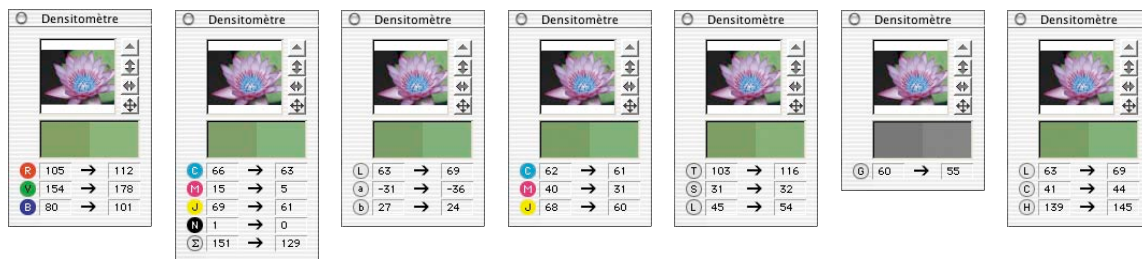 Densitomètre
R 105 → 112
V 154 → 178
B 80 → 101
Densitomètre
C 66 → 63
M 15 → 5
J 69 → 61
N 1 → 0
Σ 151 → 129
Densitomètre
L 63 → 69
a -31 → -36
b 27 → 24
Densitomètre
C 62 → 61
M 40 → 31
J 68 → 60
Densitomètre
T 103 → 116
S 31 → 32
L 45 → 54
Densitomètre
G 60 → 55
Densitomètre
L 63 → 69
C 41 → 44
H 139 → 145